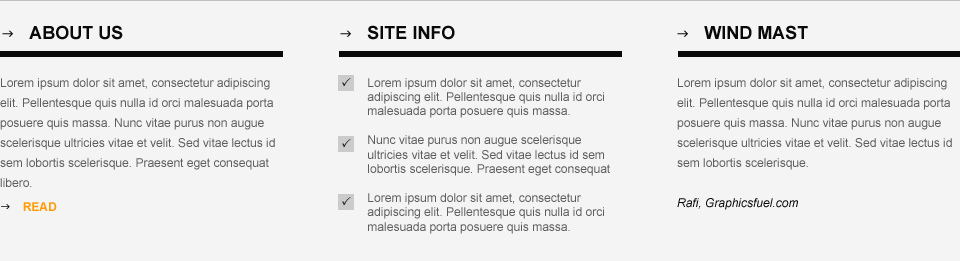 → ABOUT US
Lorem ipsum dolor sit amet, consectetur adipiscing
elit. Pellentesque quis nulla id orci malesuada porta
posuere quis massa. Nunc vitae purus non augue
scelerisque ultricies vitae et velit. Sed vitae lectus id
sem lobortis scelerisque. Praesent eget consequat
libero.
→ READ
→ SITE INFO
✓ Lorem ipsum dolor sit amet, consectetur
adipiscing elit. Pellentesque quis nulla id orci
malesuada porta posuere quis massa.
✓ Nunc vitae purus non augue scelerisque
ultricies vitae et velit. Sed vitae lectus id sem
lobortis scelerisque. Praesent eget consequat
✓ Lorem ipsum dolor sit amet, consectetur
adipiscing elit. Pellentesque quis nulla id orci
malesuada porta posuere quis massa.
→ WIND MAST
Lorem ipsum dolor sit amet, consectetur adipiscing
elit. Pellentesque quis nulla id orci malesuada porta
posuere quis massa. Nunc vitae purus non augue
scelerisque ultricies vitae et velit. Sed vitae lectus id
sem lobortis scelerisque.
Rafi, Graphicsfuel.com